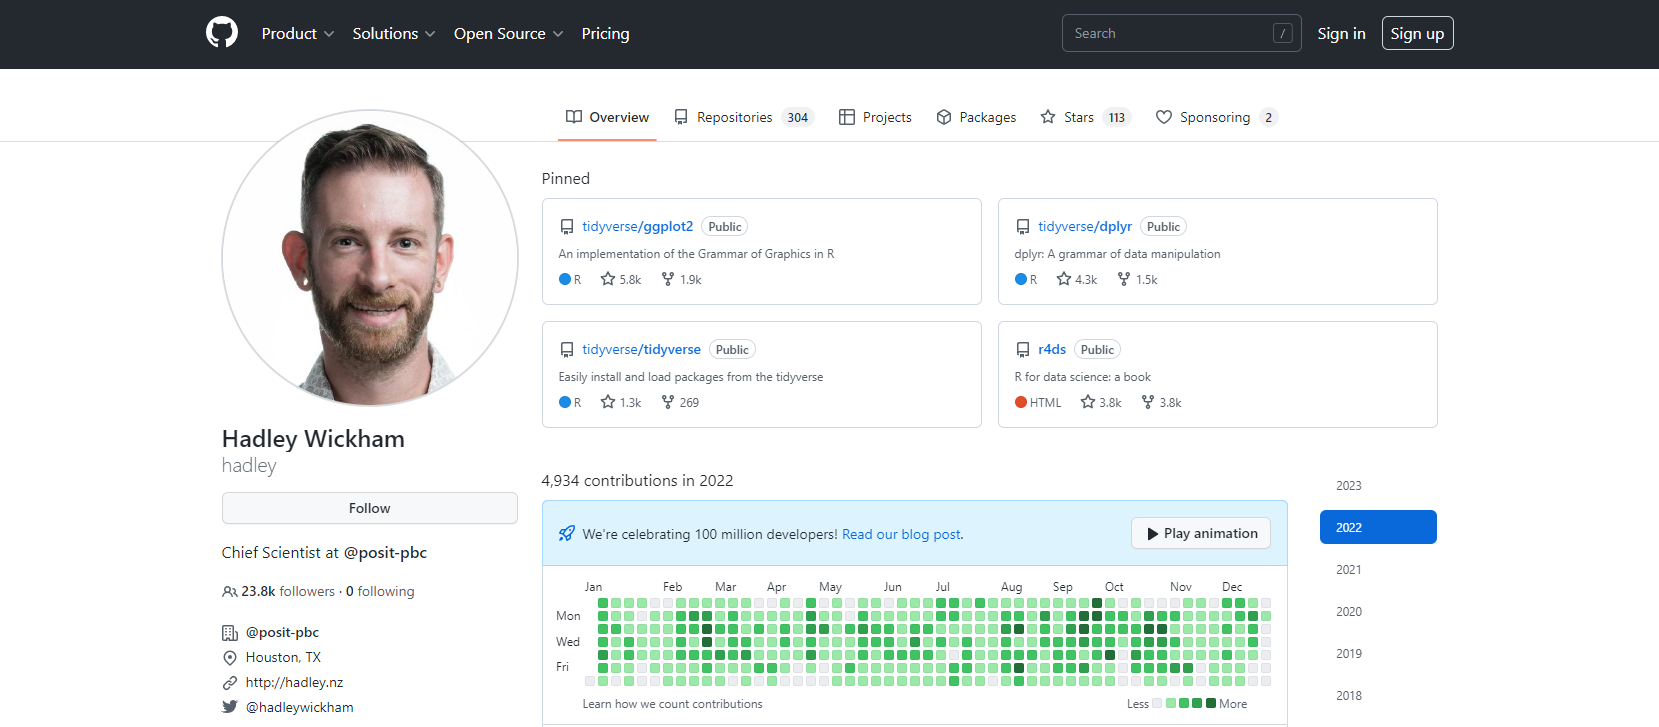 Product Solutions Open Source Pricing Search / Sign in Sign up
Overview Repositories 304 Projects Packages Stars 113 Sponsoring 2
Hadley Wickham
hadley
Follow
Chief Scientist at @posit-pbc
23.8k followers · 0 following
@posit-pbc
Houston, TX
http://hadley.nz
@hadleywickham
Pinned
tidyverse/ggplot2 Public
An implementation of the Grammar of Graphics in R
R 5.8k 1.9k
tidyverse/dplyr Public
dplyr: A grammar of data manipulation
R 4.3k 1.5k
tidyverse/tidyverse Public
Easily install and load packages from the tidyverse
R 1.3k 269
r4ds Public
R for data science: a book
HTML 3.8k 3.8k
4,934 contributions in 2022
We're celebrating 100 million developers! Read our blog post. Play animation
Jan Feb Mar Apr May Jun Jul Aug Sep Oct Nov Dec
Mon
Wed
Fri
Learn how we count contributions Less More
2023
2022
2021
2020
2019
2018